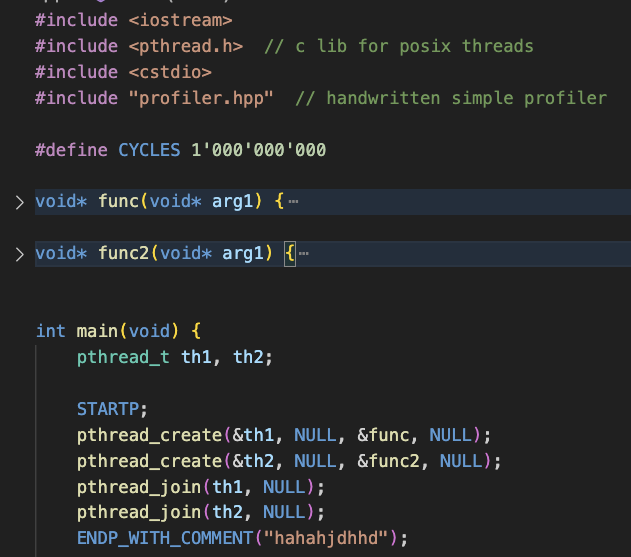 #include <iostream>
#include <pthread.h>  // c lib for posix threads
#include <cstdio>
#include "profiler.hpp"  // handwritten simple profiler
#define CYCLES 1'000'000'000
void* func(void* arg1) {⋯
void* func2(void* arg1) {⋯
int main(void) {
    pthread_t th1, th2;
    STARTP;
    pthread_create(&th1, NULL, &func, NULL);
    pthread_create(&th2, NULL, &func2, NULL);
    pthread_join(th1, NULL);
    pthread_join(th2, NULL);
    ENDP_WITH_COMMENT("hahahjdhhd");